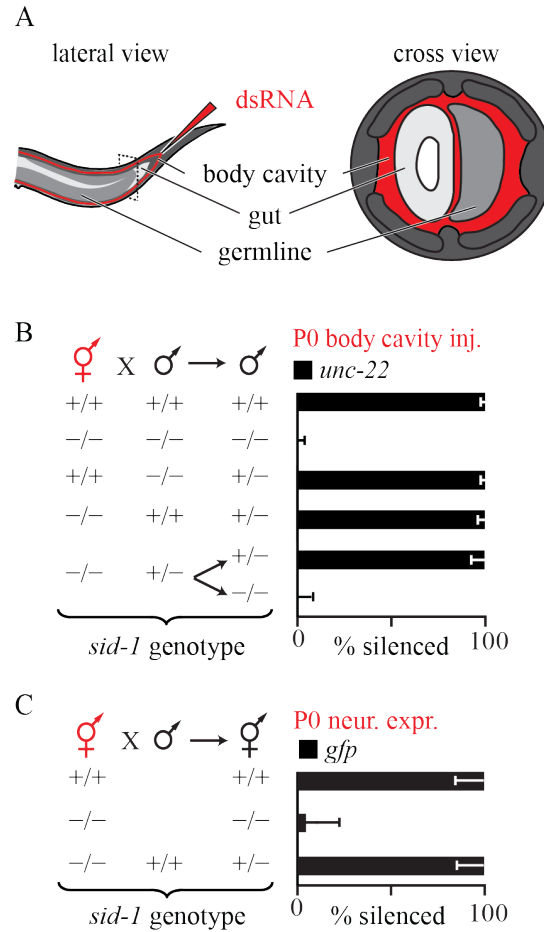 A
lateral view
cross view
dsRNA
body cavity
gut
germline
B
P0 body cavity inj.
⚥ X ♂ → ♂
unc-22
+/+ +/+ +/+
−/− −/− −/−
+/+ −/− +/−
−/− +/+ +/−
+/−
−/− +/−
−/−
0 100
sid-1 genotype
% silenced
C
P0 neur. expr.
⚥ X ♂ → ⚥
gfp
+/+ +/+
−/− −/−
−/− +/+ +/−
0 100
sid-1 genotype
% silenced